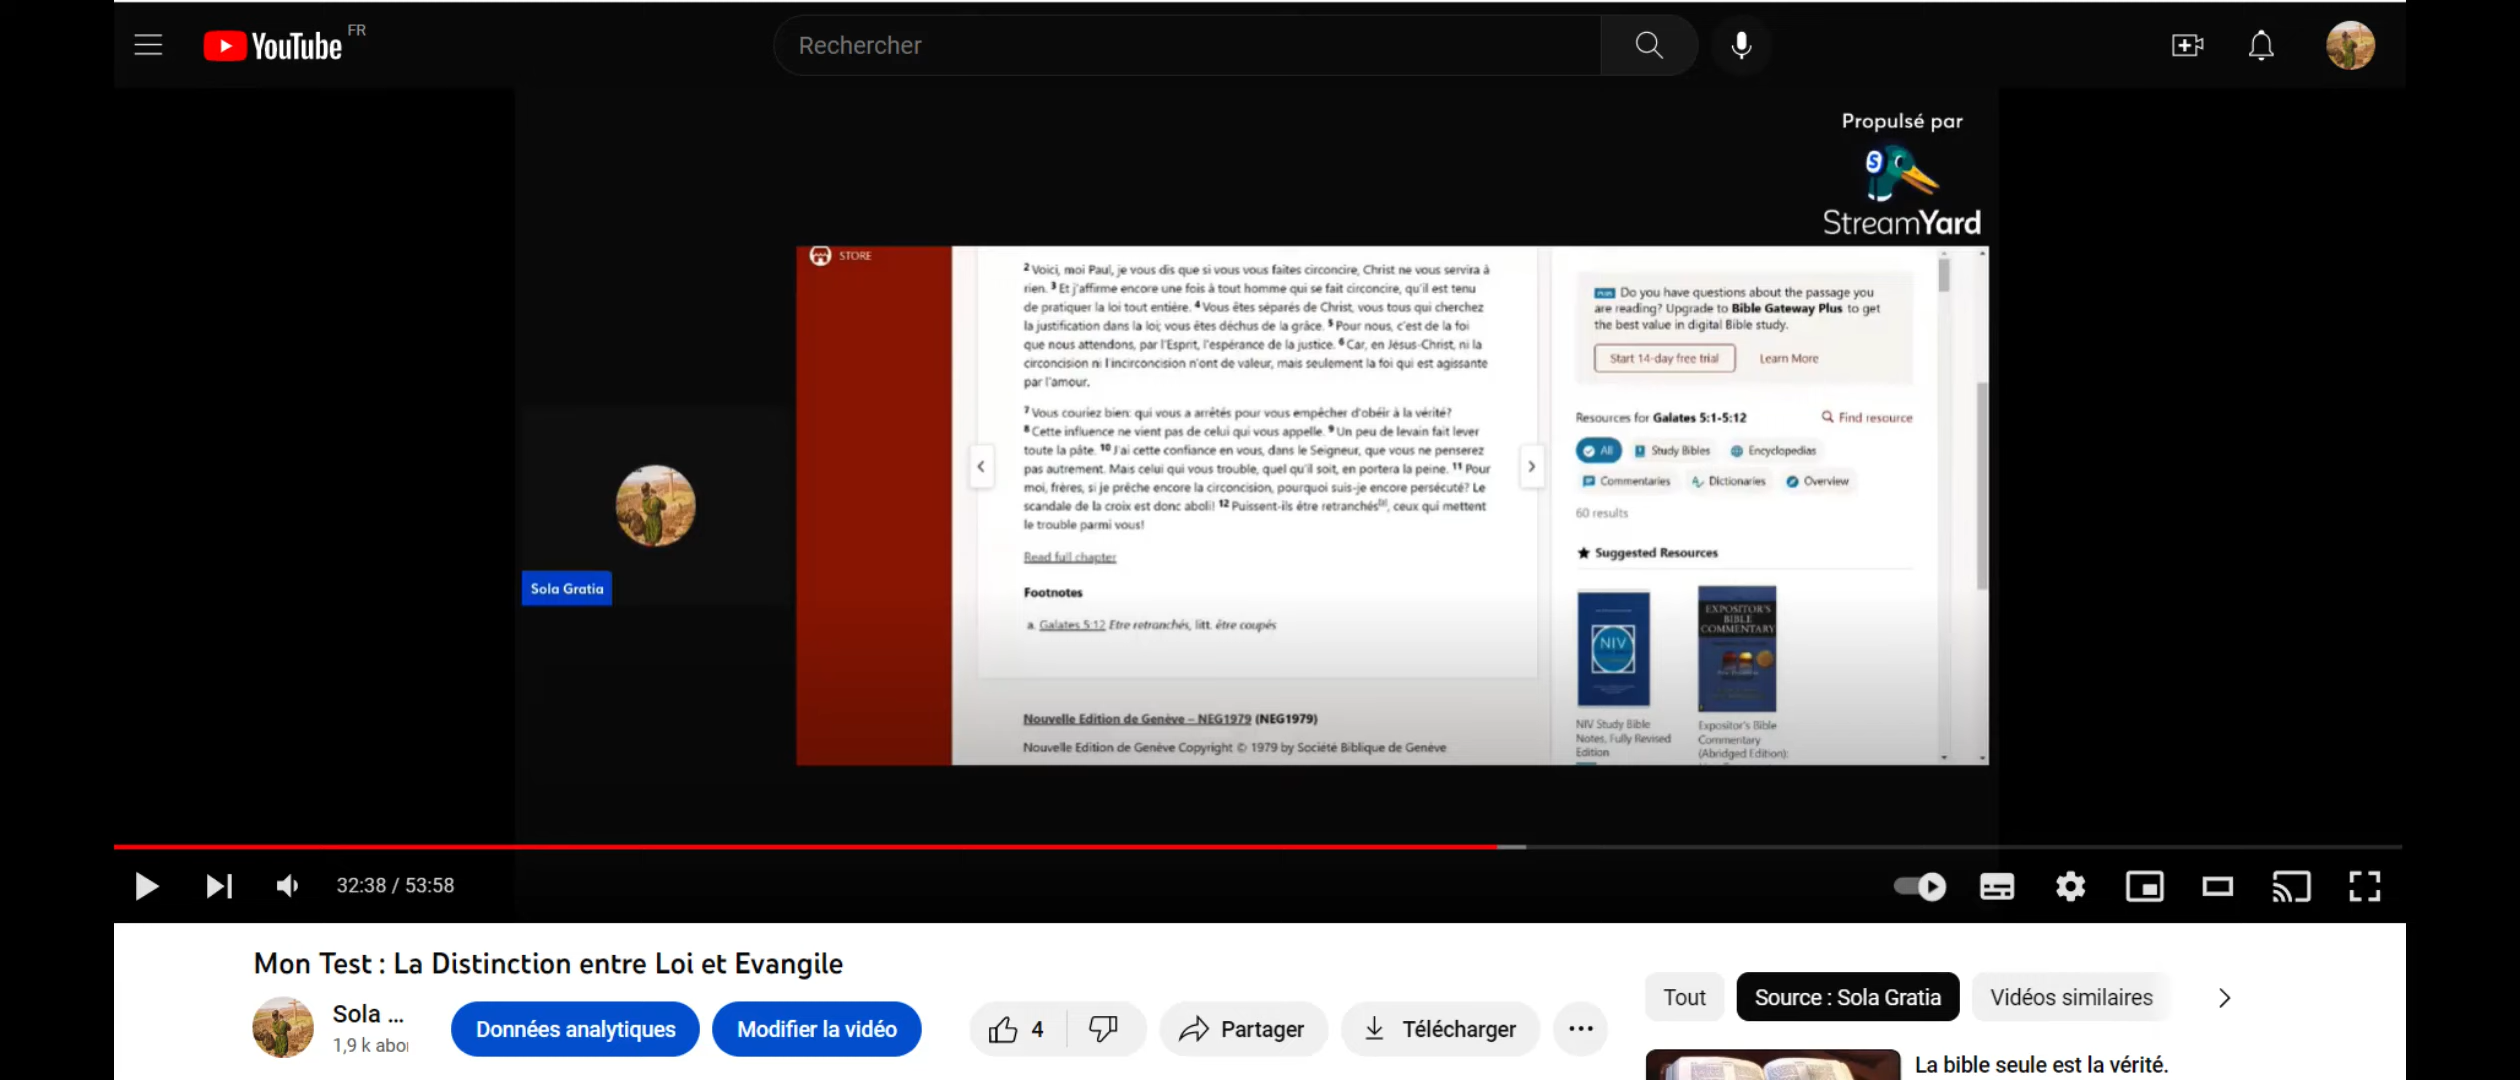 YouTube FR
Rechercher
Propulsé par
StreamYard
STORE
2 Voici, moi Paul, je vous dis que si vous vous faites circoncire, Christ ne vous servira à
rien. 3 Et j'affirme encore une fois à tout homme qui se fait circoncire, qu'il est tenu
de pratiquer la loi tout entière. 4 Vous êtes séparés de Christ, vous tous qui cherchez
la justification dans la loi; vous êtes déchus de la grâce. 5 Pour nous, c'est de la foi
que nous attendons, par l'Esprit, l'espérance de la justice. 6 Car, en Jésus-Christ, ni la
circoncision ni l'incirconcision n'ont de valeur, mais seulement la foi qui est agissante
par l'amour.
7 Vous couriez bien: qui vous a arrêtés pour vous empêcher d'obéir à la vérité?
8 Cette influence ne vient pas de celui qui vous appelle. 9 Un peu de levain fait lever
toute la pâte. 10 J'ai cette confiance en vous, dans le Seigneur, que vous ne penserez
pas autrement. Mais celui qui vous trouble, quel qu'il soit, en portera la peine. 11 Pour
moi, frères, si je prêche encore la circoncision, pourquoi suis-je encore persécuté? Le
scandale de la croix est donc aboli! 12 Puissent-ils être retranchés[a], ceux qui mettent
le trouble parmi vous!
Read full chapter
Footnotes
a. Galates 5:12 Etre retranchés, litt. être coupés
Nouvelle Edition de Genève – NEG1979 (NEG1979)
Nouvelle Edition de Genève Copyright © 1979 by Société Biblique de Genève
PLUS Do you have questions about the passage you
are reading? Upgrade to Bible Gateway Plus to get
the best value in digital Bible study.
Start 14-day free trial Learn More
Resources for Galates 5:1-5:12 Find resource
All Study Bibles Encyclopedias
Commentaries Dictionaries Overview
60 results
★ Suggested Resources
NIV
EXPOSITOR'S
BIBLE
COMMENTARY
NIV Study Bible
Notes, Fully Revised
Edition
Expositor's Bible
Commentary
(Abridged Edition):
Sola Gratia
32:38 / 53:58
Mon Test : La Distinction entre Loi et Evangile
Sola ...
1,9 k abo
Données analytiques
Modifier la vidéo
4
Partager
Télécharger
Tout
Source : Sola Gratia
Vidéos similaires
La bible seule est la vérité.